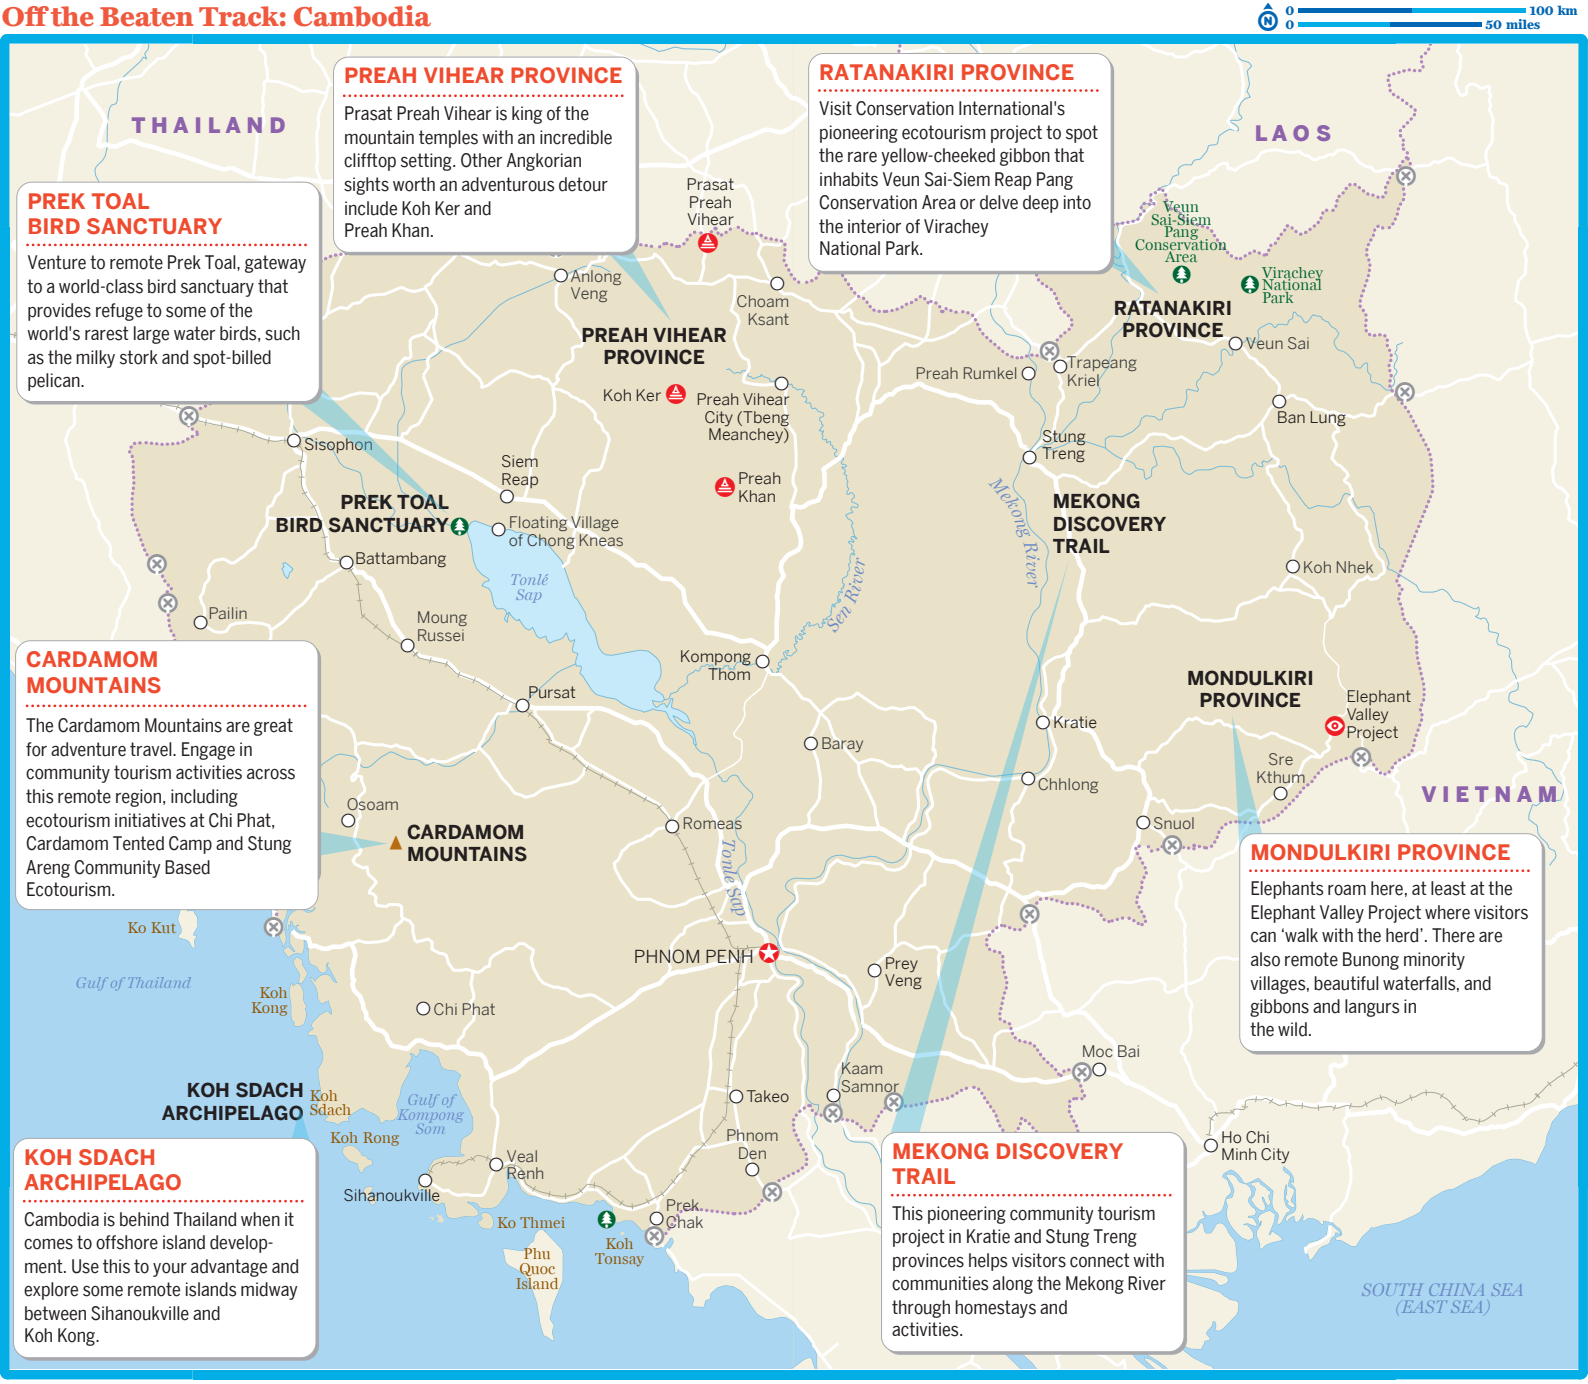 Off the Beaten Track: Cambodia
0
100 km
0
50 miles
N
THAILAND
LAOS
VIETNAM
PREAH VIHEAR PROVINCE
Prasat Preah Vihear is king of the
mountain temples with an incredible
clifftop setting. Other Angkorian
sights worth an adventurous detour
include Koh Ker and
Preah Khan.
RATANAKIRI PROVINCE
Visit Conservation International's
pioneering ecotourism project to spot
the rare yellow-cheeked gibbon that
inhabits Veun Sai-Siem Reap Pang
Conservation Area or delve deep into
the interior of Virachey
National Park.
PREK TOAL
BIRD SANCTUARY
Venture to remote Prek Toal, gateway
to a world-class bird sanctuary that
provides refuge to some of the
world's rarest large water birds, such
as the milky stork and spot-billed
pelican.
Prasat
Preah
Vihear
Veun
Sai-Siem
Pang
Conservation
Area
Virachey
National
Park
Anlong
Veng
Choam
Ksant
PREAH VIHEAR
PROVINCE
RATANAKIRI
PROVINCE
Veun Sai
Preah Rumkel
Trapeang
Kriel
Koh Ker
Preah Vihear
City (Tbeng
Meanchey)
Ban Lung
Sisophon
Stung
Treng
Siem
Reap
Preah
Khan
PREK TOAL
BIRD SANCTUARY
Floating Village
of Chong Kneas
Mekong River
MEKONG
DISCOVERY
TRAIL
Battambang
Tonlé
Sap
Sen River
Koh Nhek
Pailin
Moung
Russei
Kompong
Thom
CARDAMOM
MOUNTAINS
The Cardamom Mountains are great
for adventure travel. Engage in
community tourism activities across
this remote region, including
ecotourism initiatives at Chi Phat,
Cardamom Tented Camp and Stung
Areng Community Based
Ecotourism.
Pursat
MONDULKIRI
PROVINCE
Elephant
Valley
Project
Kratie
Baray
Sre
Kthum
Chhlong
Osoam
CARDAMOM
MOUNTAINS
Romeas
Snuol
Tonle Sap
MONDULKIRI PROVINCE
Elephants roam here, at least at the
Elephant Valley Project where visitors
can ‘walk with the herd’. There are
also remote Bunong minority
villages, beautiful waterfalls, and
gibbons and langurs in
the wild.
Ko Kut
PHNOM PENH
Prey
Veng
Gulf of Thailand
Koh
Kong
Chi Phat
Moc Bai
Kaam
Samnor
KOH SDACH
ARCHIPELAGO
Koh
Sdach
Gulf of
Kompong
Som
Takeo
Koh Rong
Phnom
Den
Ho Chi
Minh City
KOH SDACH
ARCHIPELAGO
Cambodia is behind Thailand when it
comes to offshore island develop-
ment. Use this to your advantage and
explore some remote islands midway
between Sihanoukville and
Koh Kong.
Veal
Renh
Sihanoukville
Ko Thmei
Prek
Chak
Koh
Tonsay
Phu
Quoc
Island
MEKONG DISCOVERY
TRAIL
This pioneering community tourism
project in Kratie and Stung Treng
provinces helps visitors connect with
communities along the Mekong River
through homestays and
activities.
SOUTH CHINA SEA
(EAST SEA)